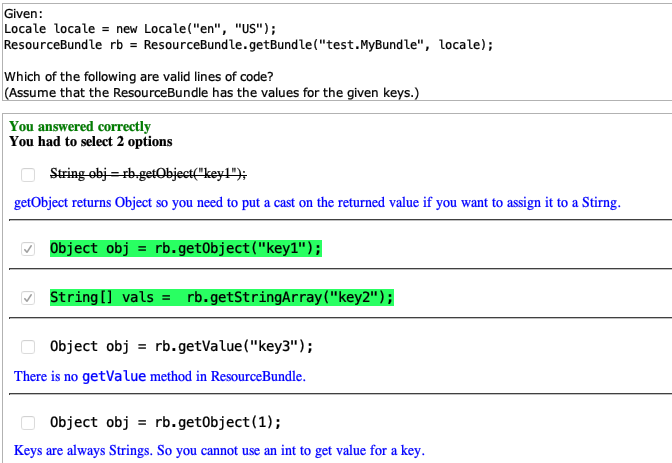 Given:
Locale locale = new Locale("en", "US");
ResourceBundle rb = ResourceBundle.getBundle("test.MyBundle", locale);
Which of the following are valid lines of code?
(Assume that the ResourceBundle has the values for the given keys.)
You answered correctly
You had to select 2 options
String obj = rb.getObject("key1");
getObject returns Object so you need to put a cast on the returned value if you want to assign it to a Stirng.
Object obj = rb.getObject("key1");
String[] vals = rb.getStringArray("key2");
Object obj = rb.getValue("key3");
There is no getValue method in ResourceBundle.
Object obj = rb.getObject(1);
Keys are always Strings. So you cannot use an int to get value for a key.